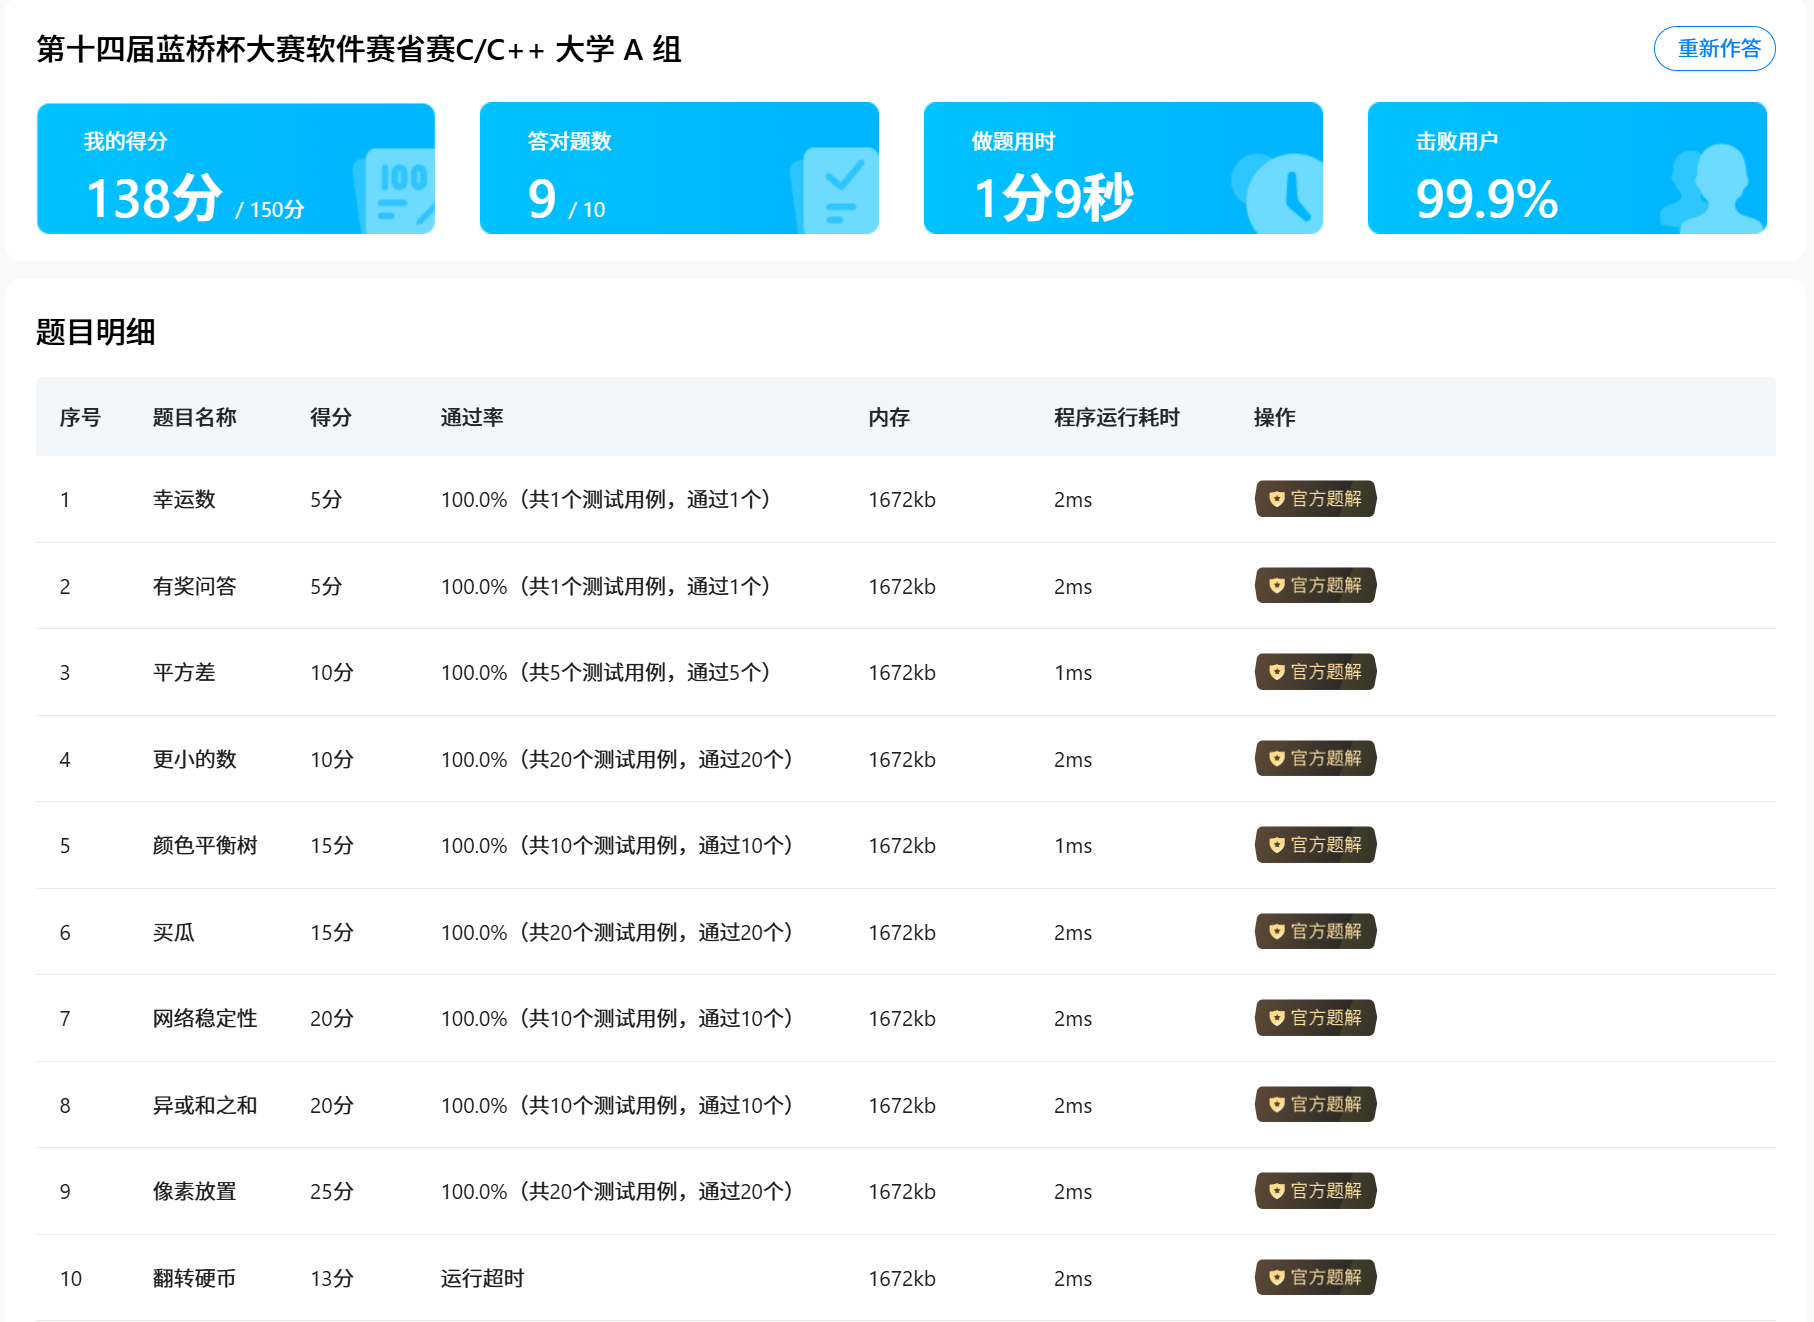 第十四届蓝桥杯大赛软件赛省赛C/C++ 大学 A 组
重新作答
我的得分
138分 / 150分
100
答对题数
9 / 10
做题用时
1分9秒
击败用户
99.9%
题目明细
序号 题目名称 得分 通过率 内存 程序运行耗时 操作
1 幸运数 5分 100.0%（共1个测试用例，通过1个） 1672kb 2ms 官方题解
2 有奖问答 5分 100.0%（共1个测试用例，通过1个） 1672kb 2ms 官方题解
3 平方差 10分 100.0%（共5个测试用例，通过5个） 1672kb 1ms 官方题解
4 更小的数 10分 100.0%（共20个测试用例，通过20个） 1672kb 2ms 官方题解
5 颜色平衡树 15分 100.0%（共10个测试用例，通过10个） 1672kb 1ms 官方题解
6 买瓜 15分 100.0%（共20个测试用例，通过20个） 1672kb 2ms 官方题解
7 网络稳定性 20分 100.0%（共10个测试用例，通过10个） 1672kb 2ms 官方题解
8 异或和之和 20分 100.0%（共10个测试用例，通过10个） 1672kb 2ms 官方题解
9 像素放置 25分 100.0%（共20个测试用例，通过20个） 1672kb 2ms 官方题解
10 翻转硬币 13分 运行超时 1672kb 2ms 官方题解